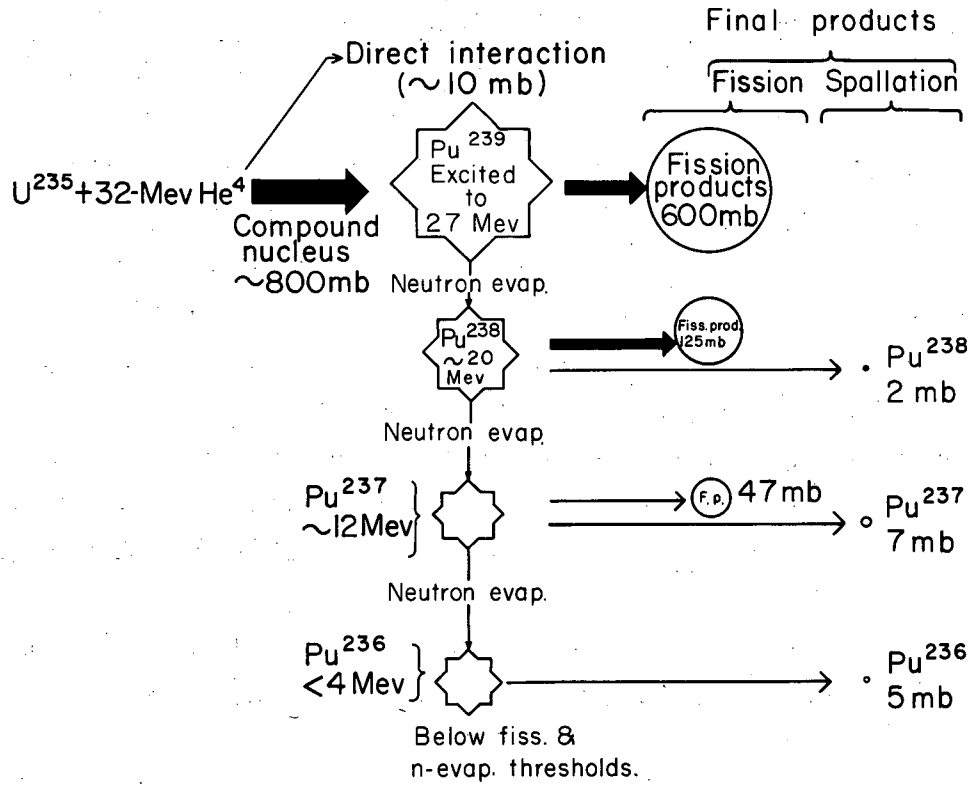 Final products
Direct interaction
(~10 mb)
Fission
Spallation
U²³⁵+32-Mev He⁴
Compound
nucleus
~800mb
Pu²³⁹
Excited
to
27 Mev
Fission
products
600mb
Neutron evap.
Pu²³⁸
~20
Mev
Fiss. prod.
125mb
Pu²³⁸
2 mb
Neutron evap.
Pu²³⁷
~12Mev
F.p.
47mb
Pu²³⁷
7mb
Neutron evap.
Pu²³⁶
<4Mev
Pu²³⁶
5mb
Below fiss. &
n-evap. thresholds.